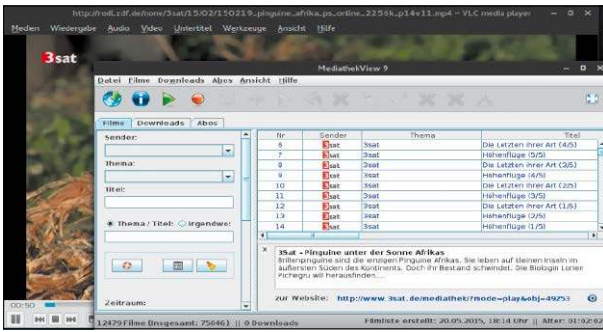 http://rodl.zdf.de/none/3sat/15/02/150219_pinguine_afrika_ps_online_2256k_p14v11.mp4 – VLC media player
Medien Wiedergabe Audio Video Untertitel Werkzeuge Ansicht Hilfe
3sat
MediathekView 9
Datei Filme Downloads Abos Ansicht Hilfe
Filme Downloads Abos
Sender:
Thema:
Titel:
Thema / Titel: irgendwo:
Zeitraum:
Nr Sender Thema Titel
6 3sat 3sat Die Letzten ihrer Art (4/5)
7 3sat 3sat Höhenflüge (5/5)
8 3sat 3sat Die Letzten ihrer Art (3/5)
9 3sat 3sat Höhenflüge (4/5)
10 3sat 3sat Die Letzten ihrer Art (2/5)
11 3sat 3sat Höhenflüge (3/5)
12 3sat 3sat Die Letzten ihrer Art (1/5)
13 3sat 3sat Höhenflüge (2/5)
14 3sat 3sat Höhenflüge (1/5)
3Sat - Pinguine unter der Sonne Afrikas
Brillenpinguine sind die einzigen Pinguine Afrikas. Sie leben auf kleinen Inseln im
äußersten Süden des Kontinents. Doch ihr Bestand schwindet. Die Biologin Lorien
Pichegru will herausfinden,...
zur Website: http://www.3sat.de/mediathek/?mode=play&obj=49253
00:50
12479 Filme (Insgesamt: 75046) || 0 Downloads
Filmliste erstellt: 20.05.2015, 18:14 Uhr || Alter: 01:02:02